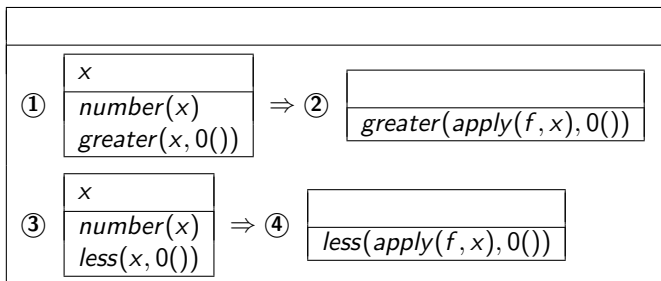 x
① number(x) ⇒ ②
greater(x, 0()) greater(apply(f, x), 0())
x
③ number(x) ⇒ ④
less(x, 0()) less(apply(f, x), 0())